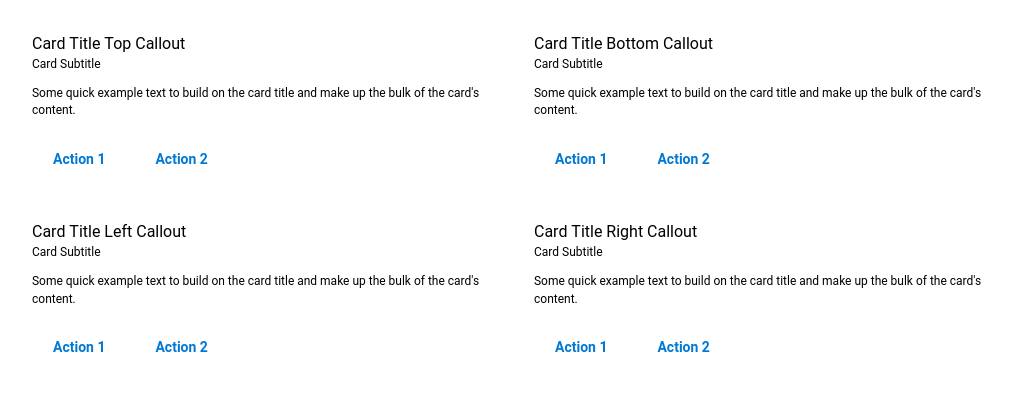 Card Title Top Callout
Card Subtitle
Some quick example text to build on the card title and make up the bulk of the card's
content.
Action 1
Action 2
Card Title Bottom Callout
Card Subtitle
Some quick example text to build on the card title and make up the bulk of the card's
content.
Action 1
Action 2
Card Title Left Callout
Card Subtitle
Some quick example text to build on the card title and make up the bulk of the card's
content.
Action 1
Action 2
Card Title Right Callout
Card Subtitle
Some quick example text to build on the card title and make up the bulk of the card's
content.
Action 1
Action 2